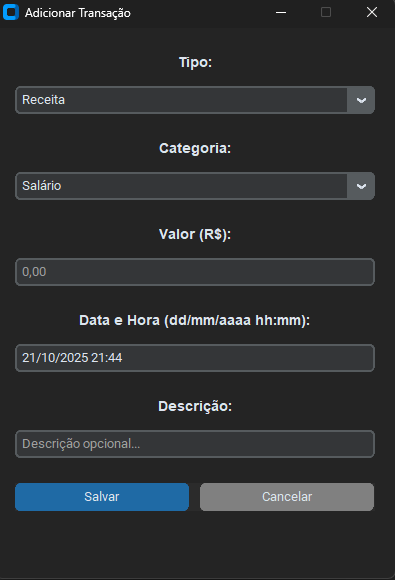 Adicionar Transação
Tipo:
Receita
Categoria:
Salário
Valor (R$):
0,00
Data e Hora (dd/mm/aaaa hh:mm):
21/10/2025 21:44
Descrição:
Descrição opcional...
Salvar
Cancelar